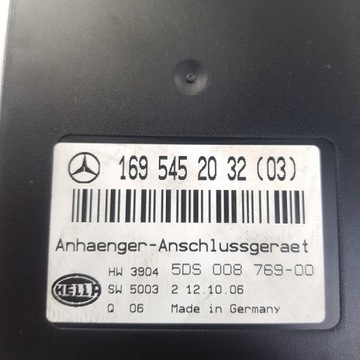 169 545 20 32 (03)
Anhaenger-Anschlussgeraet
HW 3904 5DS 008 769-00
HELLA SW 5003 2 12.10.06
Q 06 Made in Germany